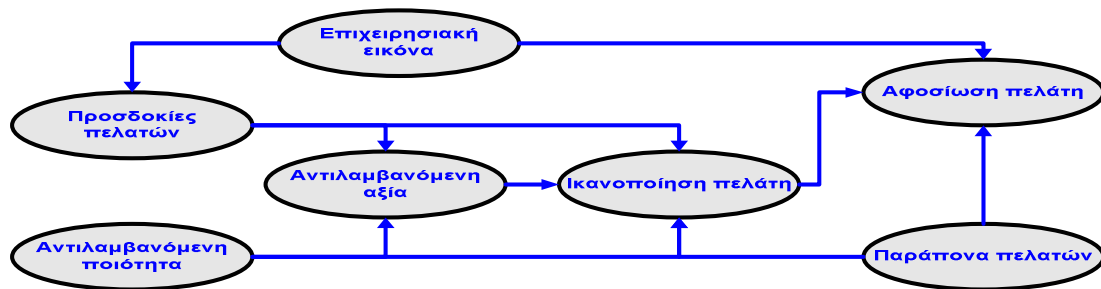 Επιχειρησιακή
εικόνα
Αφοσίωση πελάτη
Προσδοκίες
πελατών
Αντιλαμβανόμενη
αξία
Ικανοποίηση πελάτη
Αντιλαμβανόμενη
ποιότητα
Παράπονα πελατών